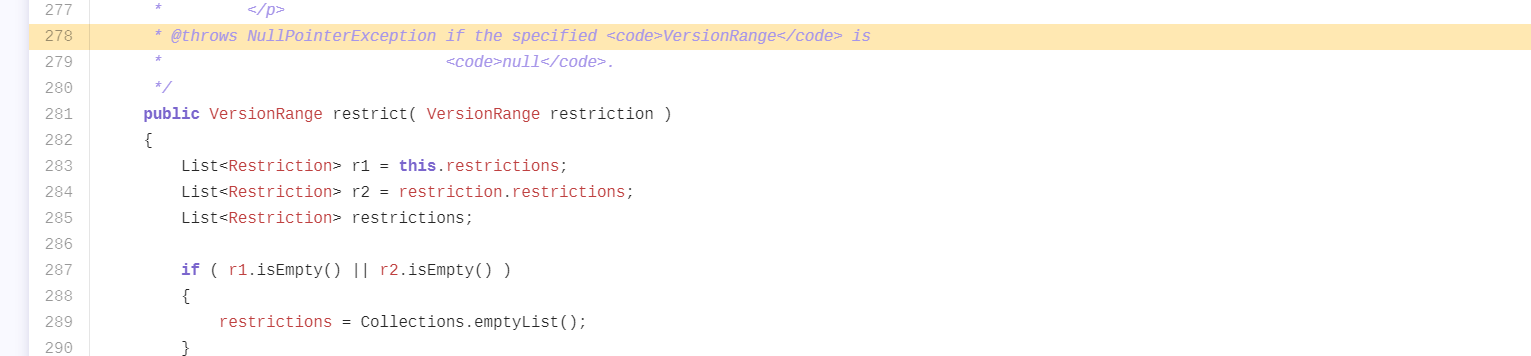 277 * </p>
278 * @throws NullPointerException if the specified <code>VersionRange</code> is
279 * <code>null</code>.
280 */
281 public VersionRange restrict( VersionRange restriction )
282 {
283 List<Restriction> r1 = this.restrictions;
284 List<Restriction> r2 = restriction.restrictions;
285 List<Restriction> restrictions;
286
287 if ( r1.isEmpty() || r2.isEmpty() )
288 {
289 restrictions = Collections.emptyList();
290 }